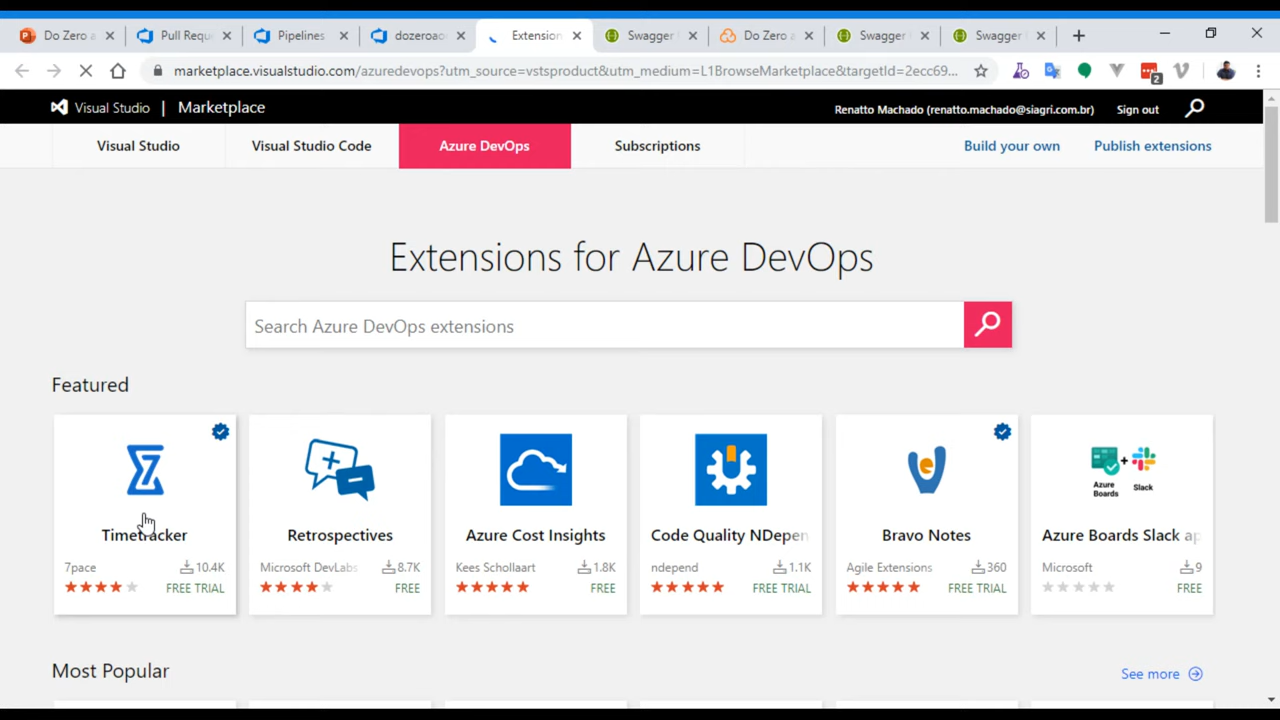 Do Zero a
Pull Requ
Pipelines
dozeroao
Extension
Swagger
Do Zero a
Swagger
Swagger
marketplace.visualstudio.com/azuredevops?utm_source=vstsproduct&utm_medium=L1BrowseMarketplace&targetId=2ecc69...
2
Visual Studio | Marketplace
Renatto Machado (renatto.machado@siagri.com.br)
Sign out
Visual Studio
Visual Studio Code
Azure DevOps
Subscriptions
Build your own
Publish extensions
Extensions for Azure DevOps
Search Azure DevOps extensions
Featured
Timetracker
7pace
10.4K
FREE TRIAL
Retrospectives
Microsoft DevLabs
8.7K
FREE
Azure Cost Insights
Kees Schollaart
1.8K
FREE
Code Quality NDepen
ndepend
1.1K
FREE TRIAL
Bravo Notes
Agile Extensions
360
FREE TRIAL
Azure Boards
+
Slack
Azure Boards Slack ap
Microsoft
9
FREE
Most Popular
See more